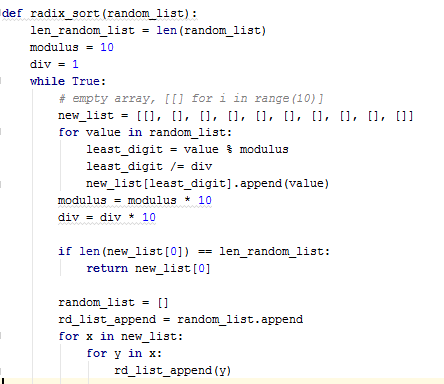 def radix_sort(random_list):
    len_random_list = len(random_list)
    modulus = 10
    div = 1
    while True:
        # empty array, [[] for i in range(10)]
        new_list = [[], [], [], [], [], [], [], [], [], []]
        for value in random_list:
            least_digit = value % modulus
            least_digit /= div
            new_list[least_digit].append(value)
        modulus = modulus * 10
        div = div * 10

        if len(new_list[0]) == len_random_list:
            return new_list[0]

        random_list = []
        rd_list_append = random_list.append
        for x in new_list:
            for y in x:
                rd_list_append(y)